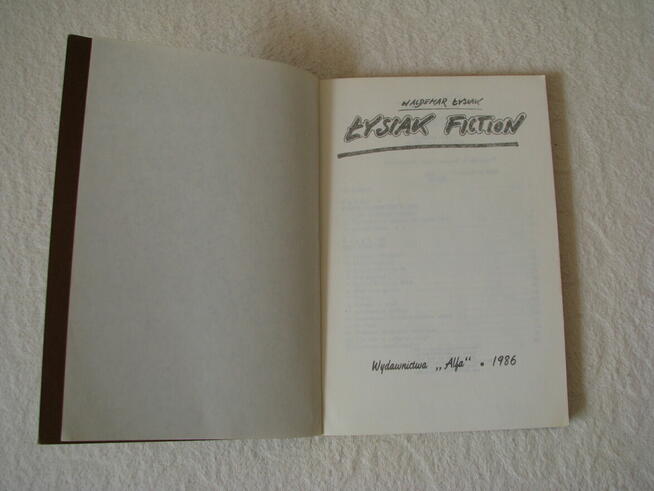 WALDEMAR ŁYSIAK
ŁYSIAK FICTION
Wydawnictwa „Alfa" • 1986